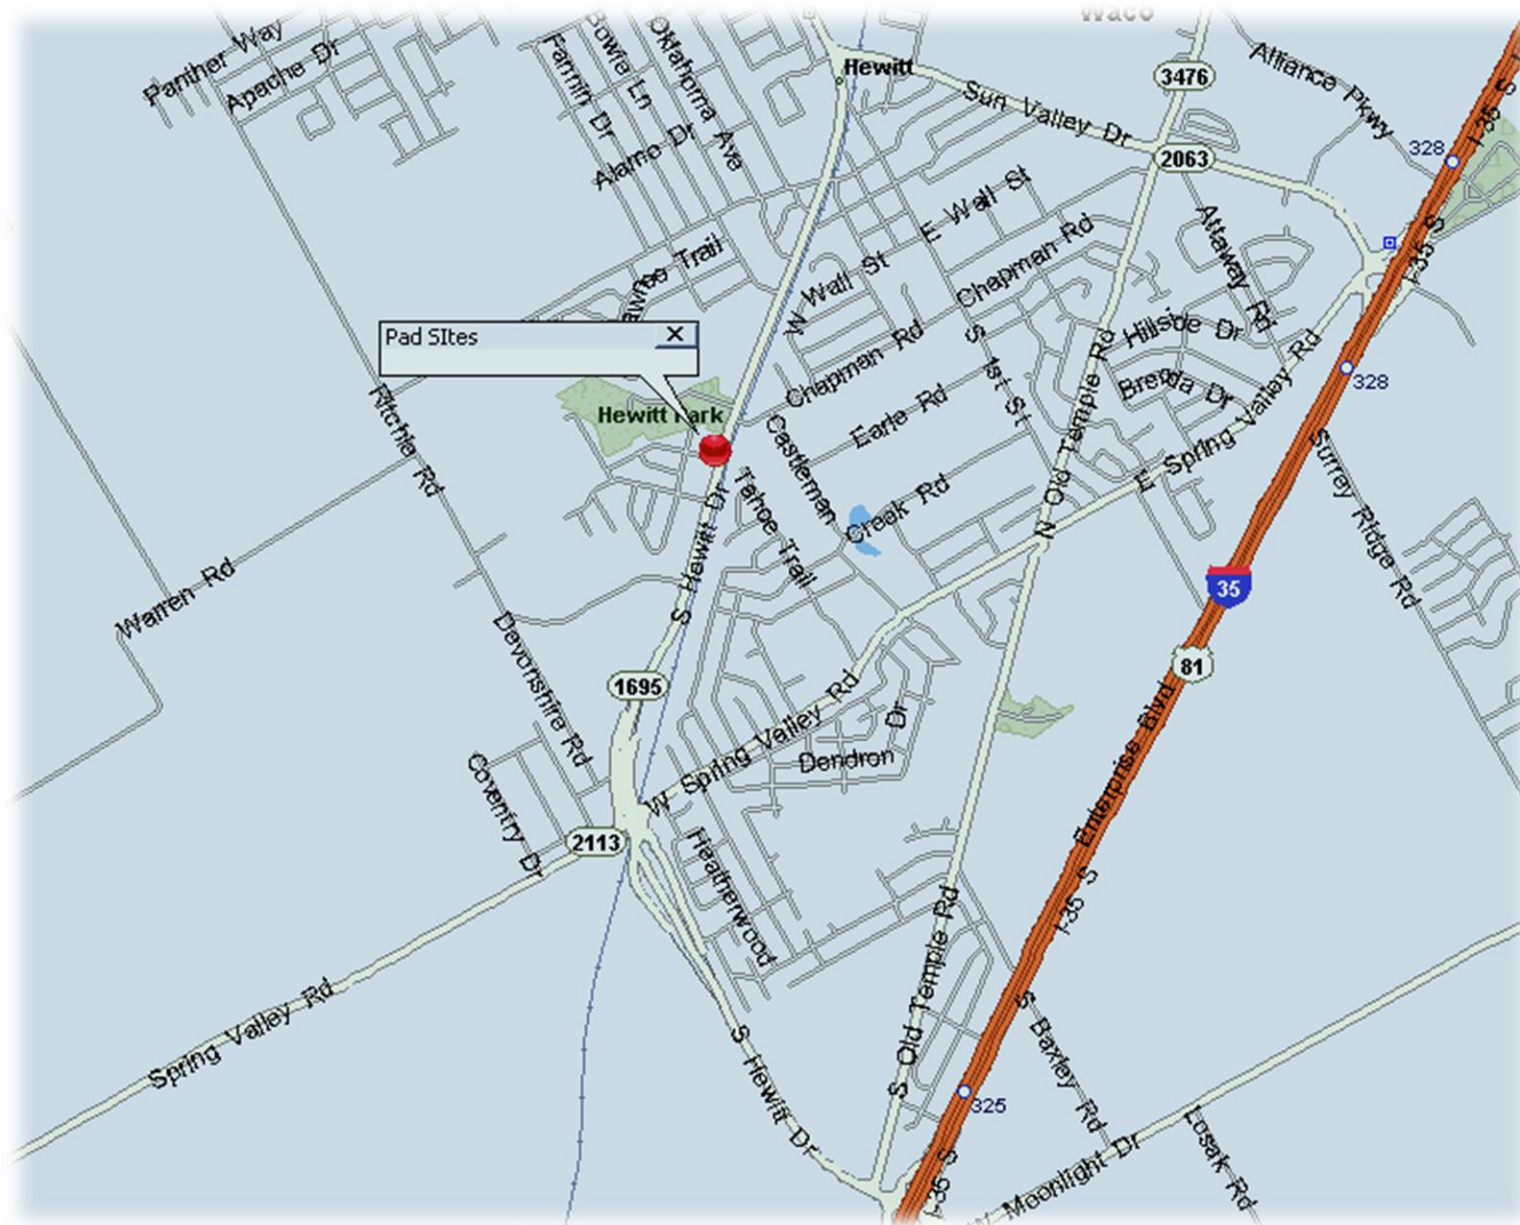 Waco
Panther Way
Apache Dr
Fannin Dr
Bowie Ln
Oklahoma Ave
Alamo Dr
Hewitt
Sun Valley Dr
3476
Alliance Pkwy
I-35 S
328
2063
E Wall St
Attaway Rd
I-35 S
W Wall St
Chapman Rd
Hillside Dr
Pad SItes
Chapman Rd
S 1st St
N Old Temple Rd
Brenda Dr
E Spring Valley Rd
328
Hewitt Park
Ritchie Rd
Castleman
Earle Rd
Creek Rd
Surrey Ridge Rd
S Hewitt Dr
Tahoe Trail
Warren Rd
35
81
Devonshire Rd
1695
W Spring Valley Rd
Dendron Dr
Enterprise Blvd
Coventry Dr
2113
Heatherwood
I-35 S
S Old Temple Rd
Spring Valley Rd
S Hewitt Dr
S Baxley Rd
325
Moonlight Dr
Losak Rd
I-35 S